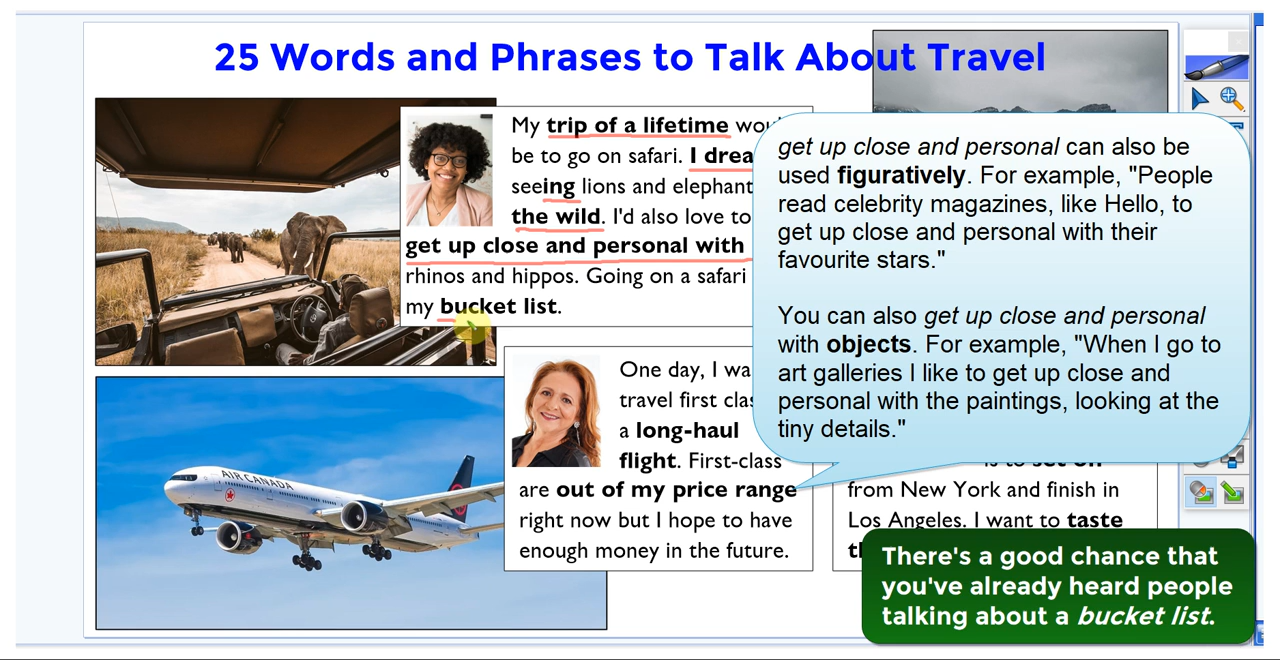 25 Words and Phrases to Talk About Travel
My trip of a lifetime
be to go on safari. I
seeing lions and
the wild. I'd also love to
get up close and personal with
rhinos and hippos. Going on a safari
my bucket list.
One day, I
travel first
a long-haul
flight. First-class
are out of my price range
right now but I hope to have
enough money in the future.
AIR CANADA
get up close and personal can also be
used figuratively. For example, "People
read celebrity magazines, like Hello, to
get up close and personal with their
favourite stars."
You can also get up close and personal
with objects. For example, "When I go to
art galleries I like to get up close and
personal with the paintings, looking at the
tiny details."
is to set off
from New York and finish in
Los Angeles. I want to taste
There's a good chance that
you've already heard people
talking about a bucket list.